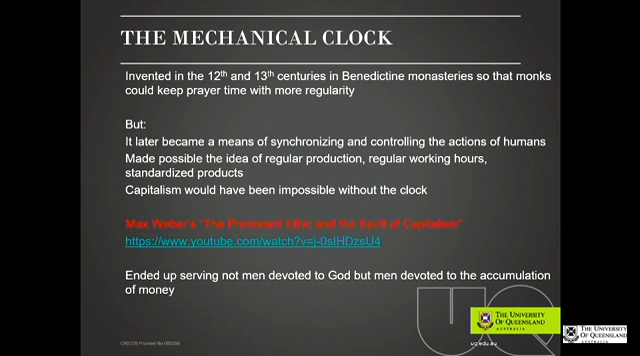 THE MECHANICAL CLOCK
Invented in the 12th and 13th centuries in Benedictine monasteries so that monks
could keep prayer time with more regularity
But:
It later became a means of synchronizing and controlling the actions of humans
Made possible the idea of regular production, regular working hours,
standardized products
Capitalism would have been impossible without the clock
Max Weber's "The Protestant Ethic and the Spirit of Capitalism"
https://www.youtube.com/watch?v=j-0sIHDzsU4
Ended up serving not men devoted to God but men devoted to the accumulation
of money
UQ
THE UNIVERSITY
OF QUEENSLAND
AUSTRALIA
THE UNIVERSITY
OF QUEENSLAND
AUSTRALIA
CRICOS Provider No
uq.edu.au